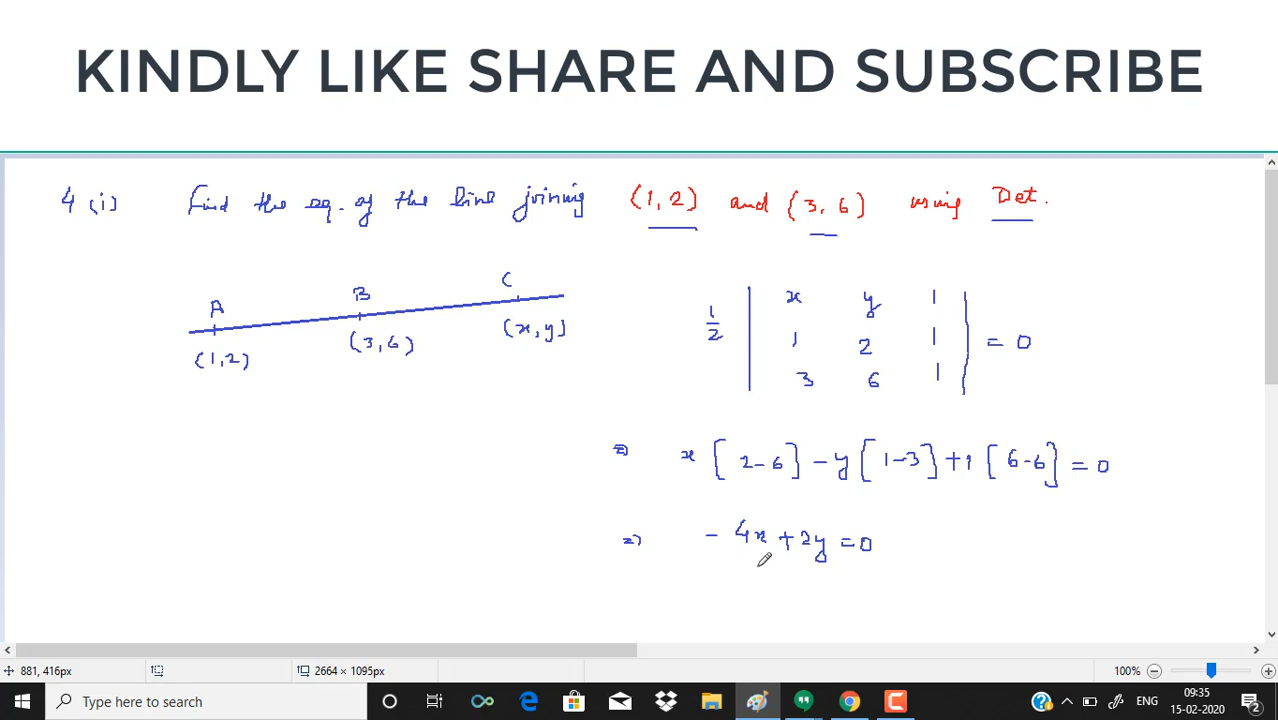 KINDLY LIKE SHARE AND SUBSCRIBE
4 (i) Find the eq. of the line joining (1, 2) and (3, 6) using Det.
A B C
(1,2) (3,6) (x,y)
1/2 | x y 1 |
| 1 2 1 | = 0
| 3 6 1 |
⇒ x [2-6] - y [1-3] + 1 [6-6] = 0
⇒ - 4x + 2y = 0
881, 416px 2664 × 1095px 100%
Type here to search ENG 09:35
15-02-2020 2